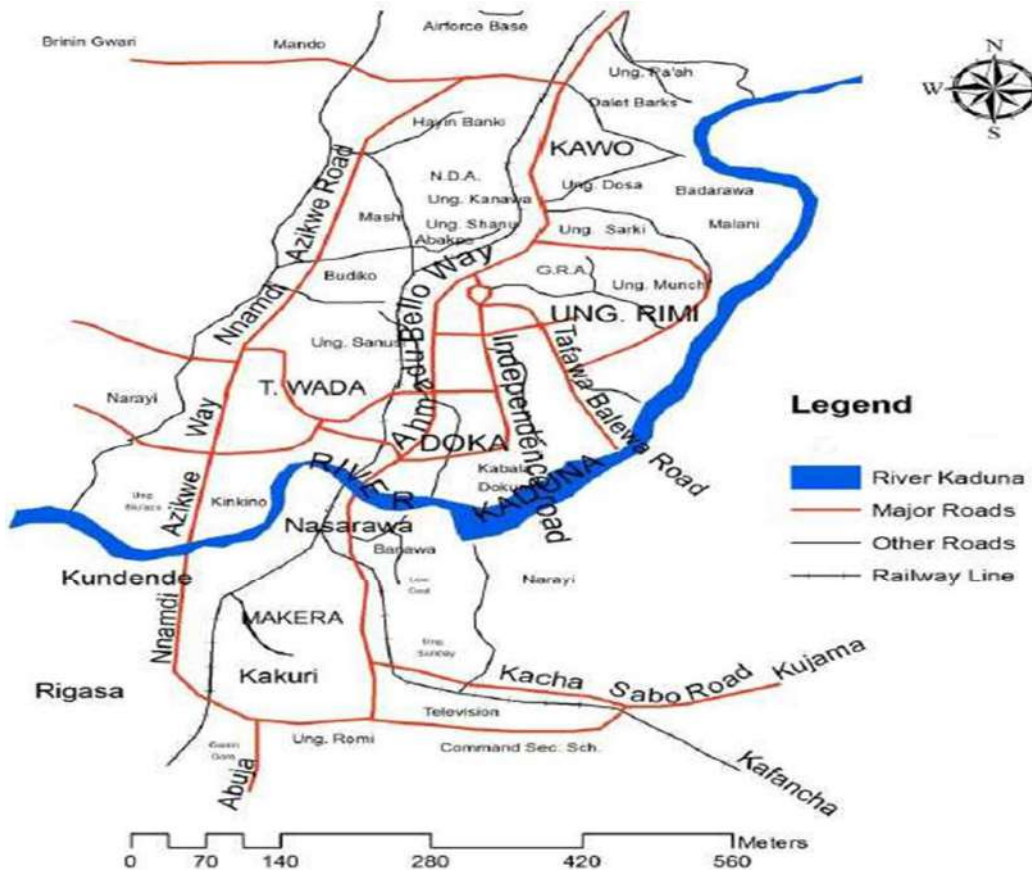 Airforce Base
Brinin Gwari
Mando
N
W
E
S
Ung. Pa'ah
Dalet Barks
Hayin Banki
KAWO
N.D.A.
Ung. Dosa
Badarawa
Ung. Kanawa
Mash
Ung. Shanu
Abakpa
Ung. Sarki
Malani
Nnamdi Azikwe Road
Budiko
G.R.A.
Ung. Munchi
UNG. RIMI
Ahmadu Bello Way
Ung. Sanusi
Independence road
Tafawa Balewa Road
T. WADA
Narayi
DOKA
Kabala
Doku
RIVER KADUNA
Kinkino
Nasarawa
Banawa
Nnamdi Azikwe Way
Kundende
Narayi
MAKERA
Kakuri
Rigasa
Kacha Sabo Road
Kujama
Television
Ung. Romi
Command Sec. Sch.
Abuja
Kafancha
Legend
River Kaduna
Major Roads
Other Roads
Railway Line
0 70 140 280 420 560
Meters